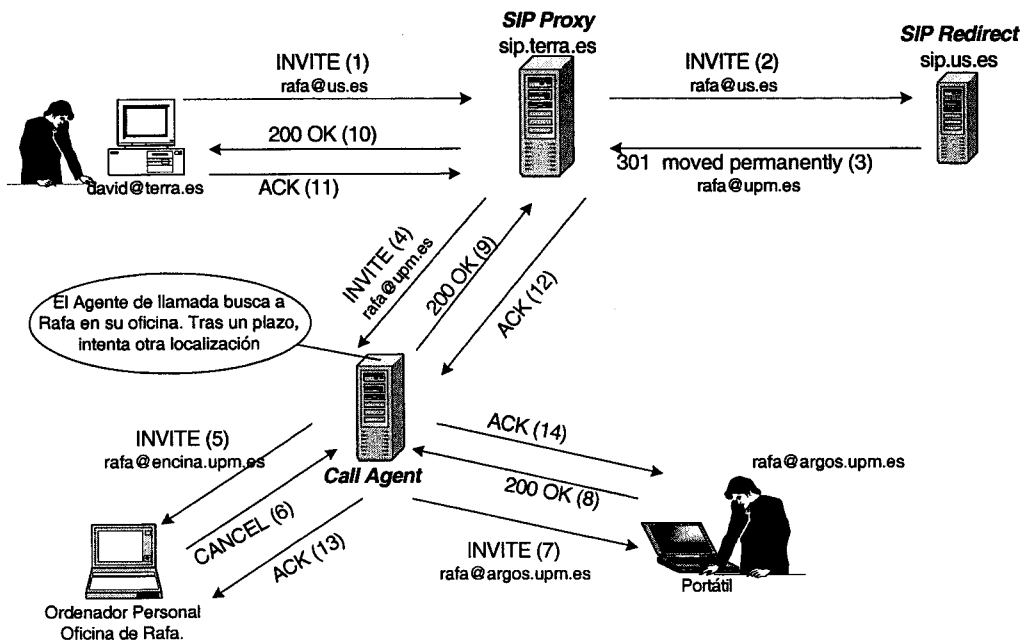 SIP Proxy
sip.terra.es
SIP Redirect
sip.us.es
INVITE (1)
rafa@us.es
INVITE (2)
rafa@us.es
200 OK (10)
301 moved permanently (3)
rafa@upm.es
david@terra.es
ACK (11)
INVITE (4)
rafa@upm.es
200 OK (9)
ACK (12)
El Agente de llamada busca a
Rafa en su oficina. Tras un plazo,
intenta otra localización
INVITE (5)
rafa@encina.upm.es
Call Agent
ACK (14)
rafa@argos.upm.es
200 OK (8)
CANCEL (6)
ACK (13)
INVITE (7)
rafa@argos.upm.es
Portátil
Ordenador Personal
Oficina de Rafa.